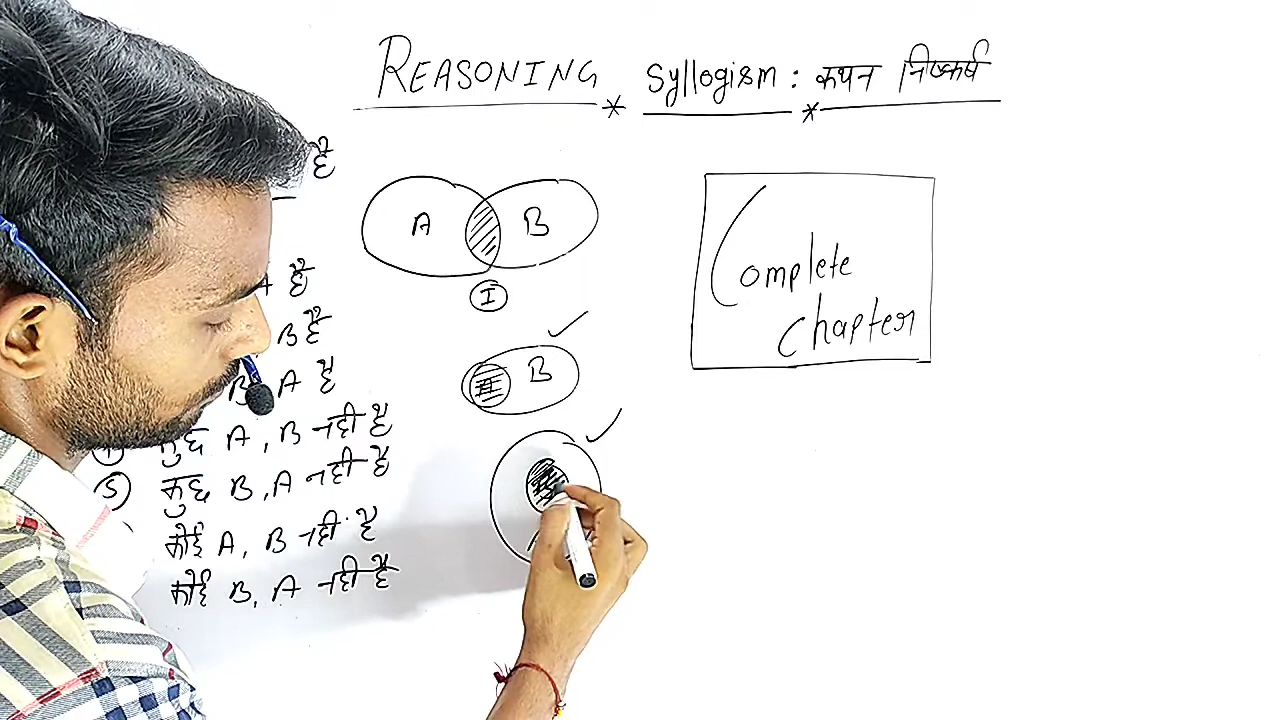 REASONING * Syllogism : * कथन निष्कर्ष
है
A है
B है
B, A है
कुछ A, B नही है
5 कुछ B, A नही है
कोई A, B नही है
कोई B, A नही है
A B
I
B
Complete
chapter